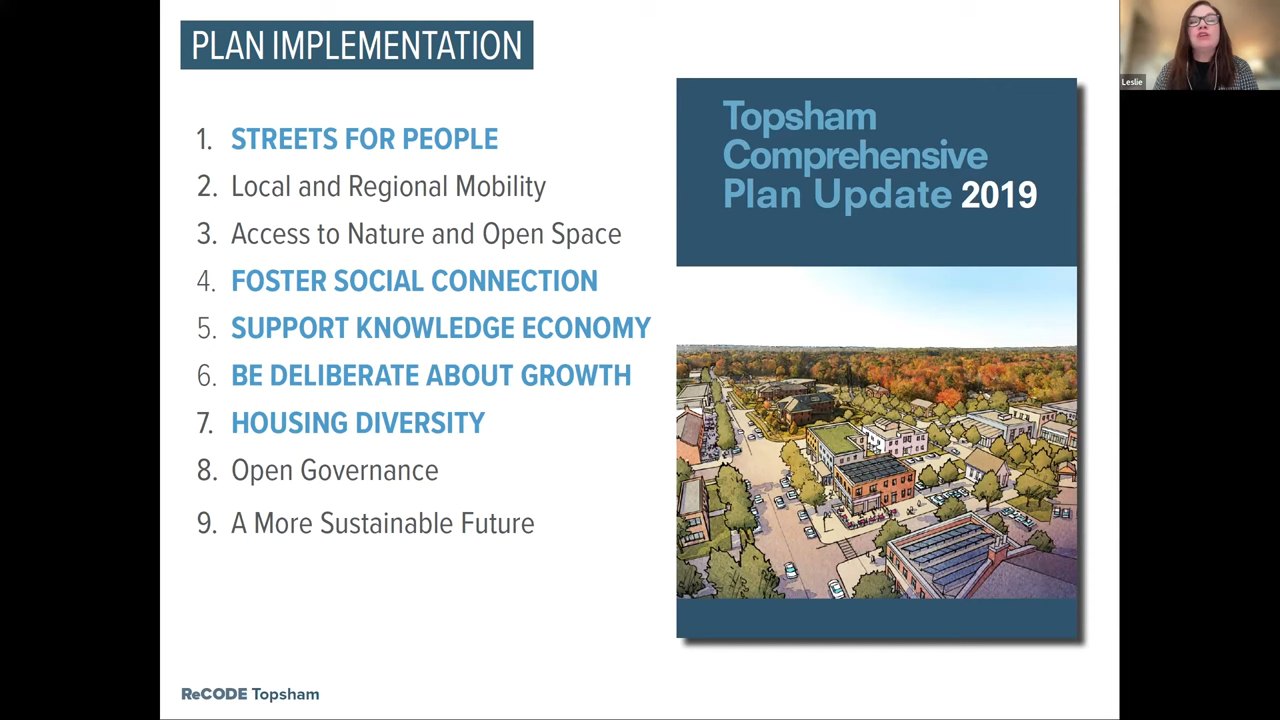 PLAN IMPLEMENTATION
1. STREETS FOR PEOPLE
2. Local and Regional Mobility
3. Access to Nature and Open Space
4. FOSTER SOCIAL CONNECTION
5. SUPPORT KNOWLEDGE ECONOMY
6. BE DELIBERATE ABOUT GROWTH
7. HOUSING DIVERSITY
8. Open Governance
9. A More Sustainable Future
Topsham
Comprehensive
Plan Update 2019
ReCODE Topsham
Leslie